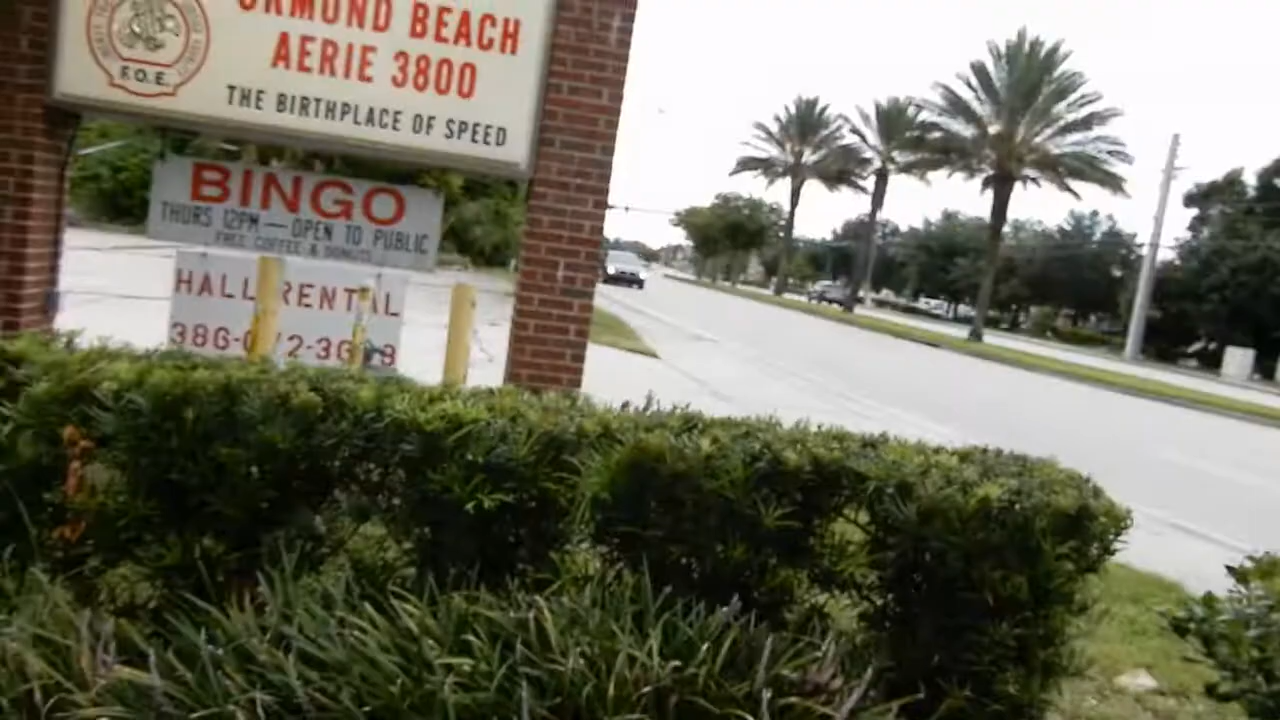 ORMOND BEACH
AERIE 3800
F.O.E.
THE BIRTHPLACE OF SPEED
BINGO
THURS 12PM — OPEN TO PUBLIC
FREE COFFEE & DONUTS
HALL RENTAL